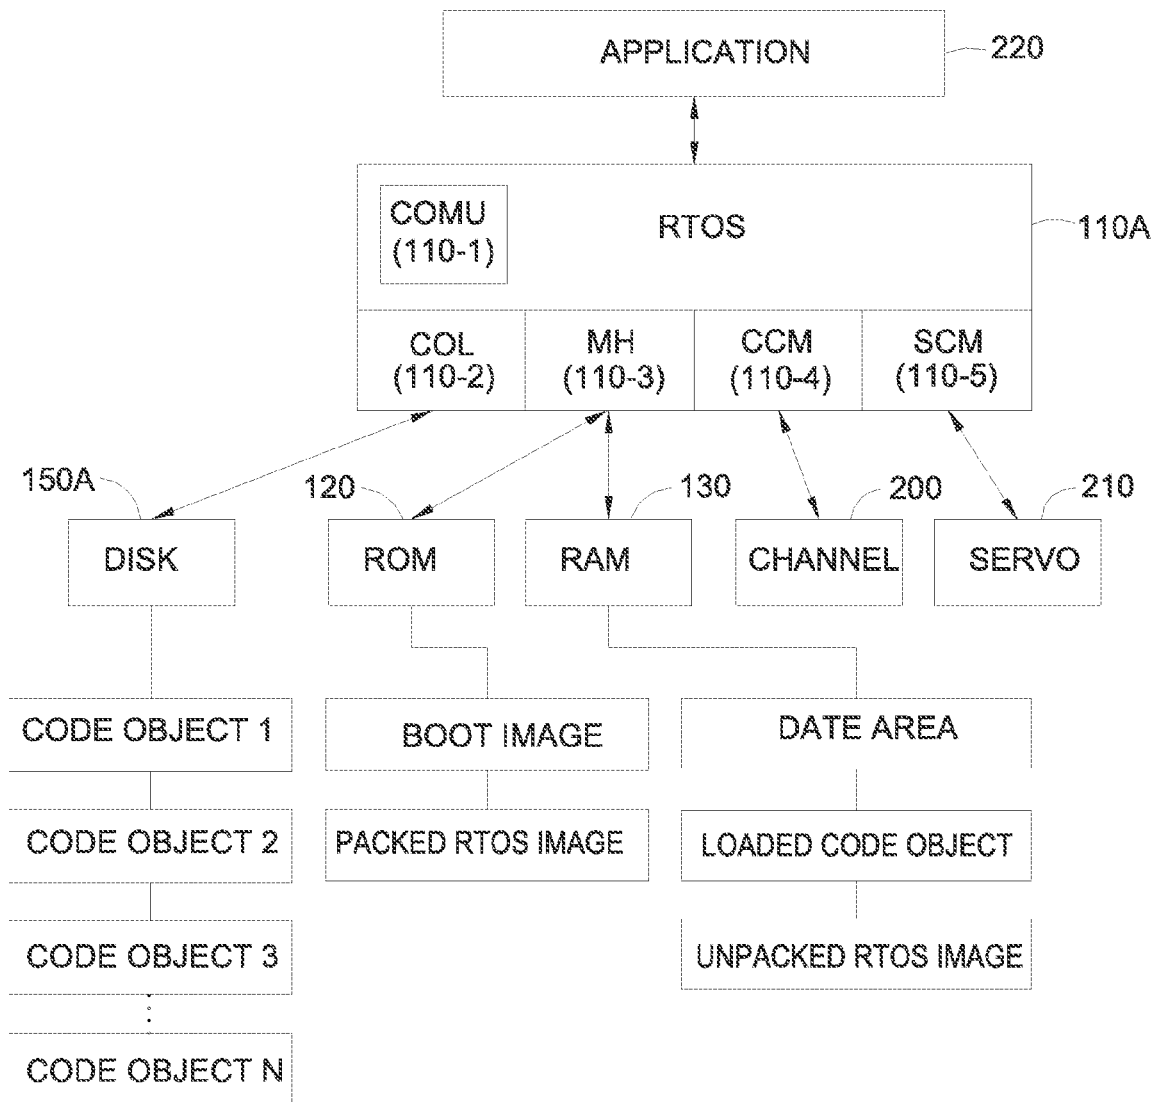 APPLICATION
220
COMU
(110-1)
RTOS
110A
COL
(110-2)
MH
(110-3)
CCM
(110-4)
SCM
(110-5)
150A
120
130
200
210
DISK
ROM
RAM
CHANNEL
SERVO
CODE OBJECT 1
BOOT IMAGE
DATE AREA
CODE OBJECT 2
PACKED RTOS IMAGE
LOADED CODE OBJECT
CODE OBJECT 3
UNPACKED RTOS IMAGE
CODE OBJECT N